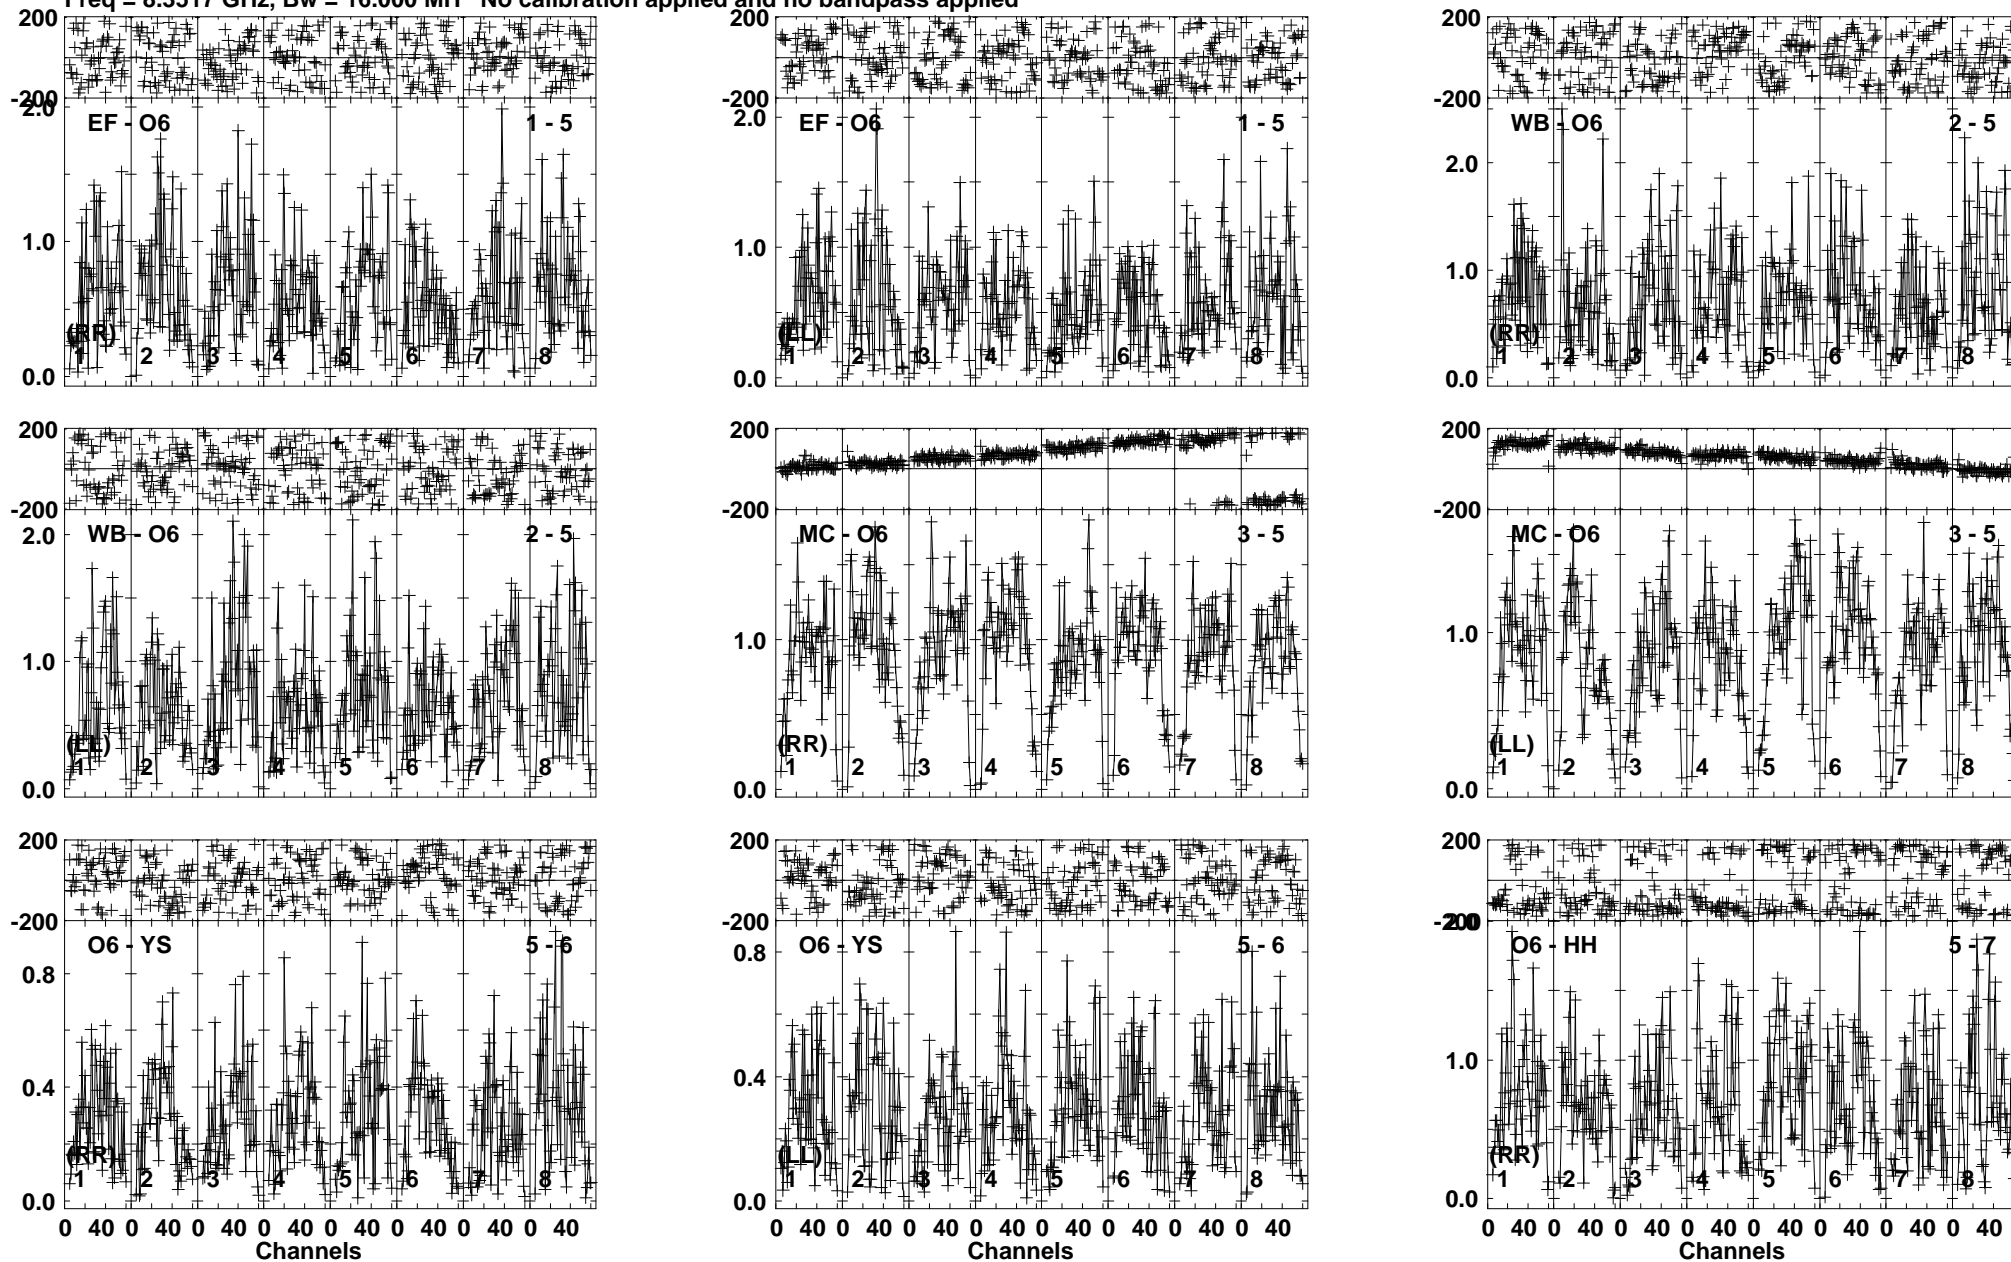 Freq = 8.3517 GHz, Bw = 16.000 MH No calibration applied and no bandpass applied
200 200 200
-200 -200 -200
2.0 EF - O6 1 - 5 2.0 EF - O6 1 - 5 WB - O6 2 - 5
2.0
1.0 1.0 1.0
(RR) (LL) (RR)
1 2 3 4 5 6 7 8 1 2 3 4 5 6 7 8 1 2 3 4 5 6 7 8
0.0 0.0 0.0
200 200 200
-200 -200 -200
2.0 WB - O6 2 - 5 MC - O6 3 - 5 MC - O6 3 - 5
1.0 1.0 1.0
(LL) (RR) (LL)
1 2 3 4 5 6 7 8 1 2 3 4 5 6 7 8 1 2 3 4 5 6 7 8
0.0 0.0 0.0
200 200 200
-200 -200 -200
O6 - YS 5 - 6 O6 - YS 5 - 6 O6 - HH 5 - 7
0.8 0.8
1.0
0.4 0.4
(RR) (LL) (RR)
1 2 3 4 5 6 7 8 1 2 3 4 5 6 7 8 1 2 3 4 5 6 7 8
0.0 0.0 0.0
0 40 0 40 0 40 0 40 0 40 0 40 0 40 0 40 0 40 0 40 0 40 0 40 0 40 0 40 0 40 0 40 0 40 0 40 0 40 0 40 0 40 0 40 0 40 0 40
Channels Channels Channels